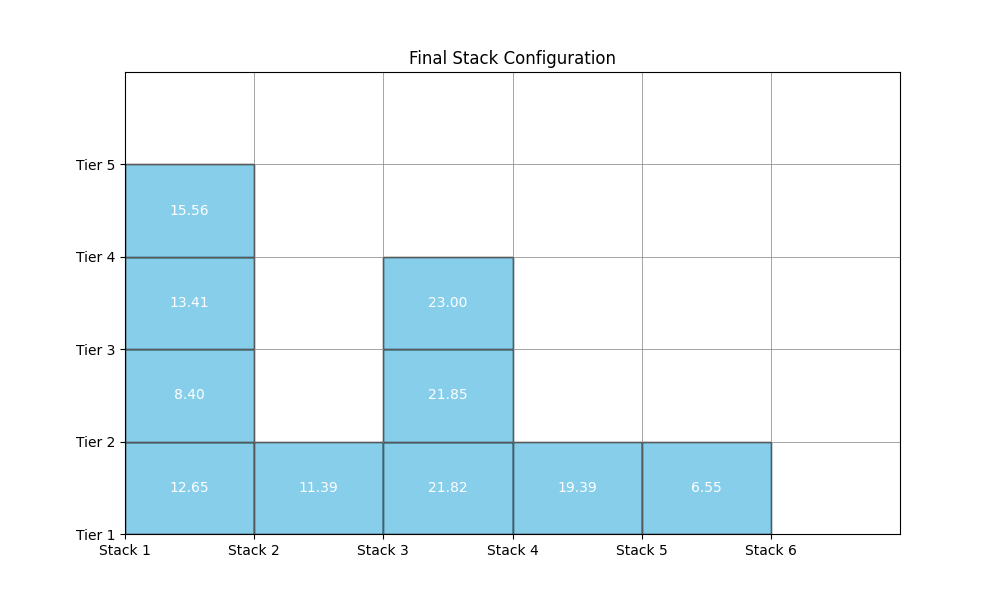 Final Stack Configuration
Tier 5
15.56
Tier 4
13.41
23.00
Tier 3
8.40
21.85
Tier 2
12.65
11.39
21.82
19.39
6.55
Tier 1
Stack 1
Stack 2
Stack 3
Stack 4
Stack 5
Stack 6